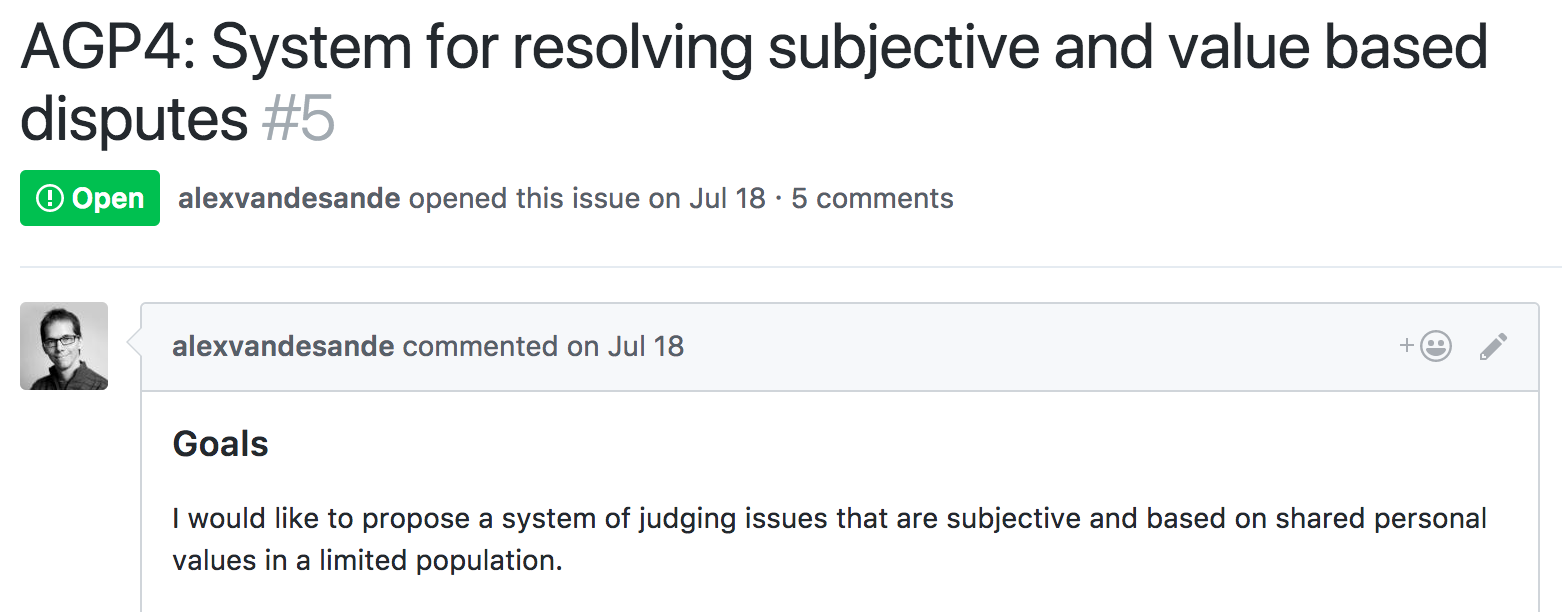 AGP4: System for resolving subjective and value based
disputes #5
Open alexvandesande opened this issue on Jul 18 · 5 comments
alexvandesande commented on Jul 18
Goals
I would like to propose a system of judging issues that are subjective and based on shared personal
values in a limited population.